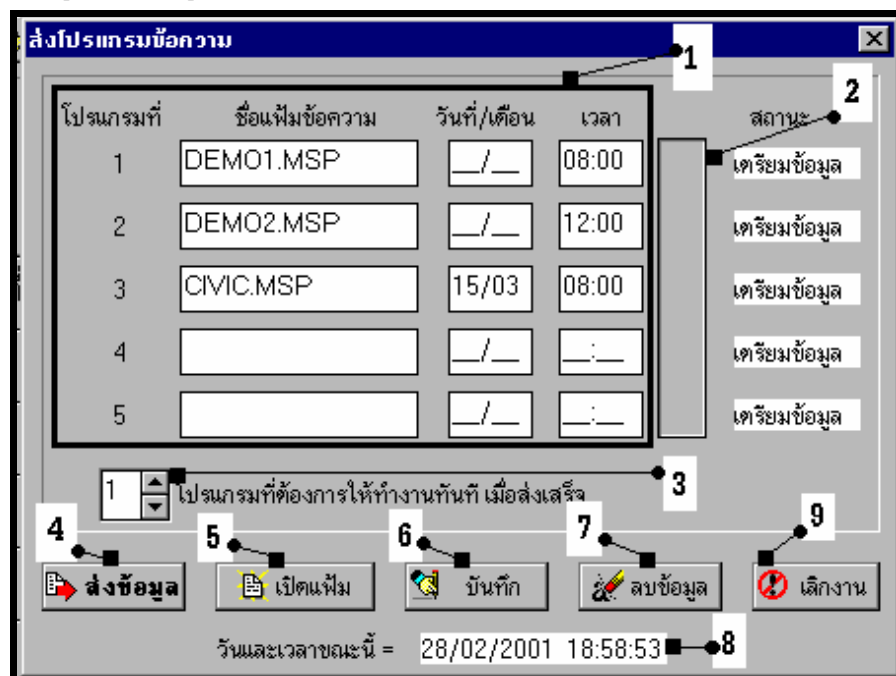 ส่งโปรแกรมข้อความ
1
2
โปรแกรมที่ ชื่อแฟ้มข้อความ วันที่/เดือน เวลา สถานะ
1 DEMO1.MSP __/__ 08:00 เตรียมข้อมูล
2 DEMO2.MSP __/__ 12:00 เตรียมข้อมูล
3 CIVIC.MSP 15/03 08:00 เตรียมข้อมูล
4 __/__ __:__ เตรียมข้อมูล
5 __/__ __:__ เตรียมข้อมูล
1 โปรแกรมที่ต้องการให้ทำงานทันที เมื่อส่งเสร็จ 3
4 5 6 7 9
ส่งข้อมูล เปิดแฟ้ม บันทึก ลบข้อมูล เลิกงาน
วันและเวลาขณะนี้ = 28/02/2001 18:58:53 8